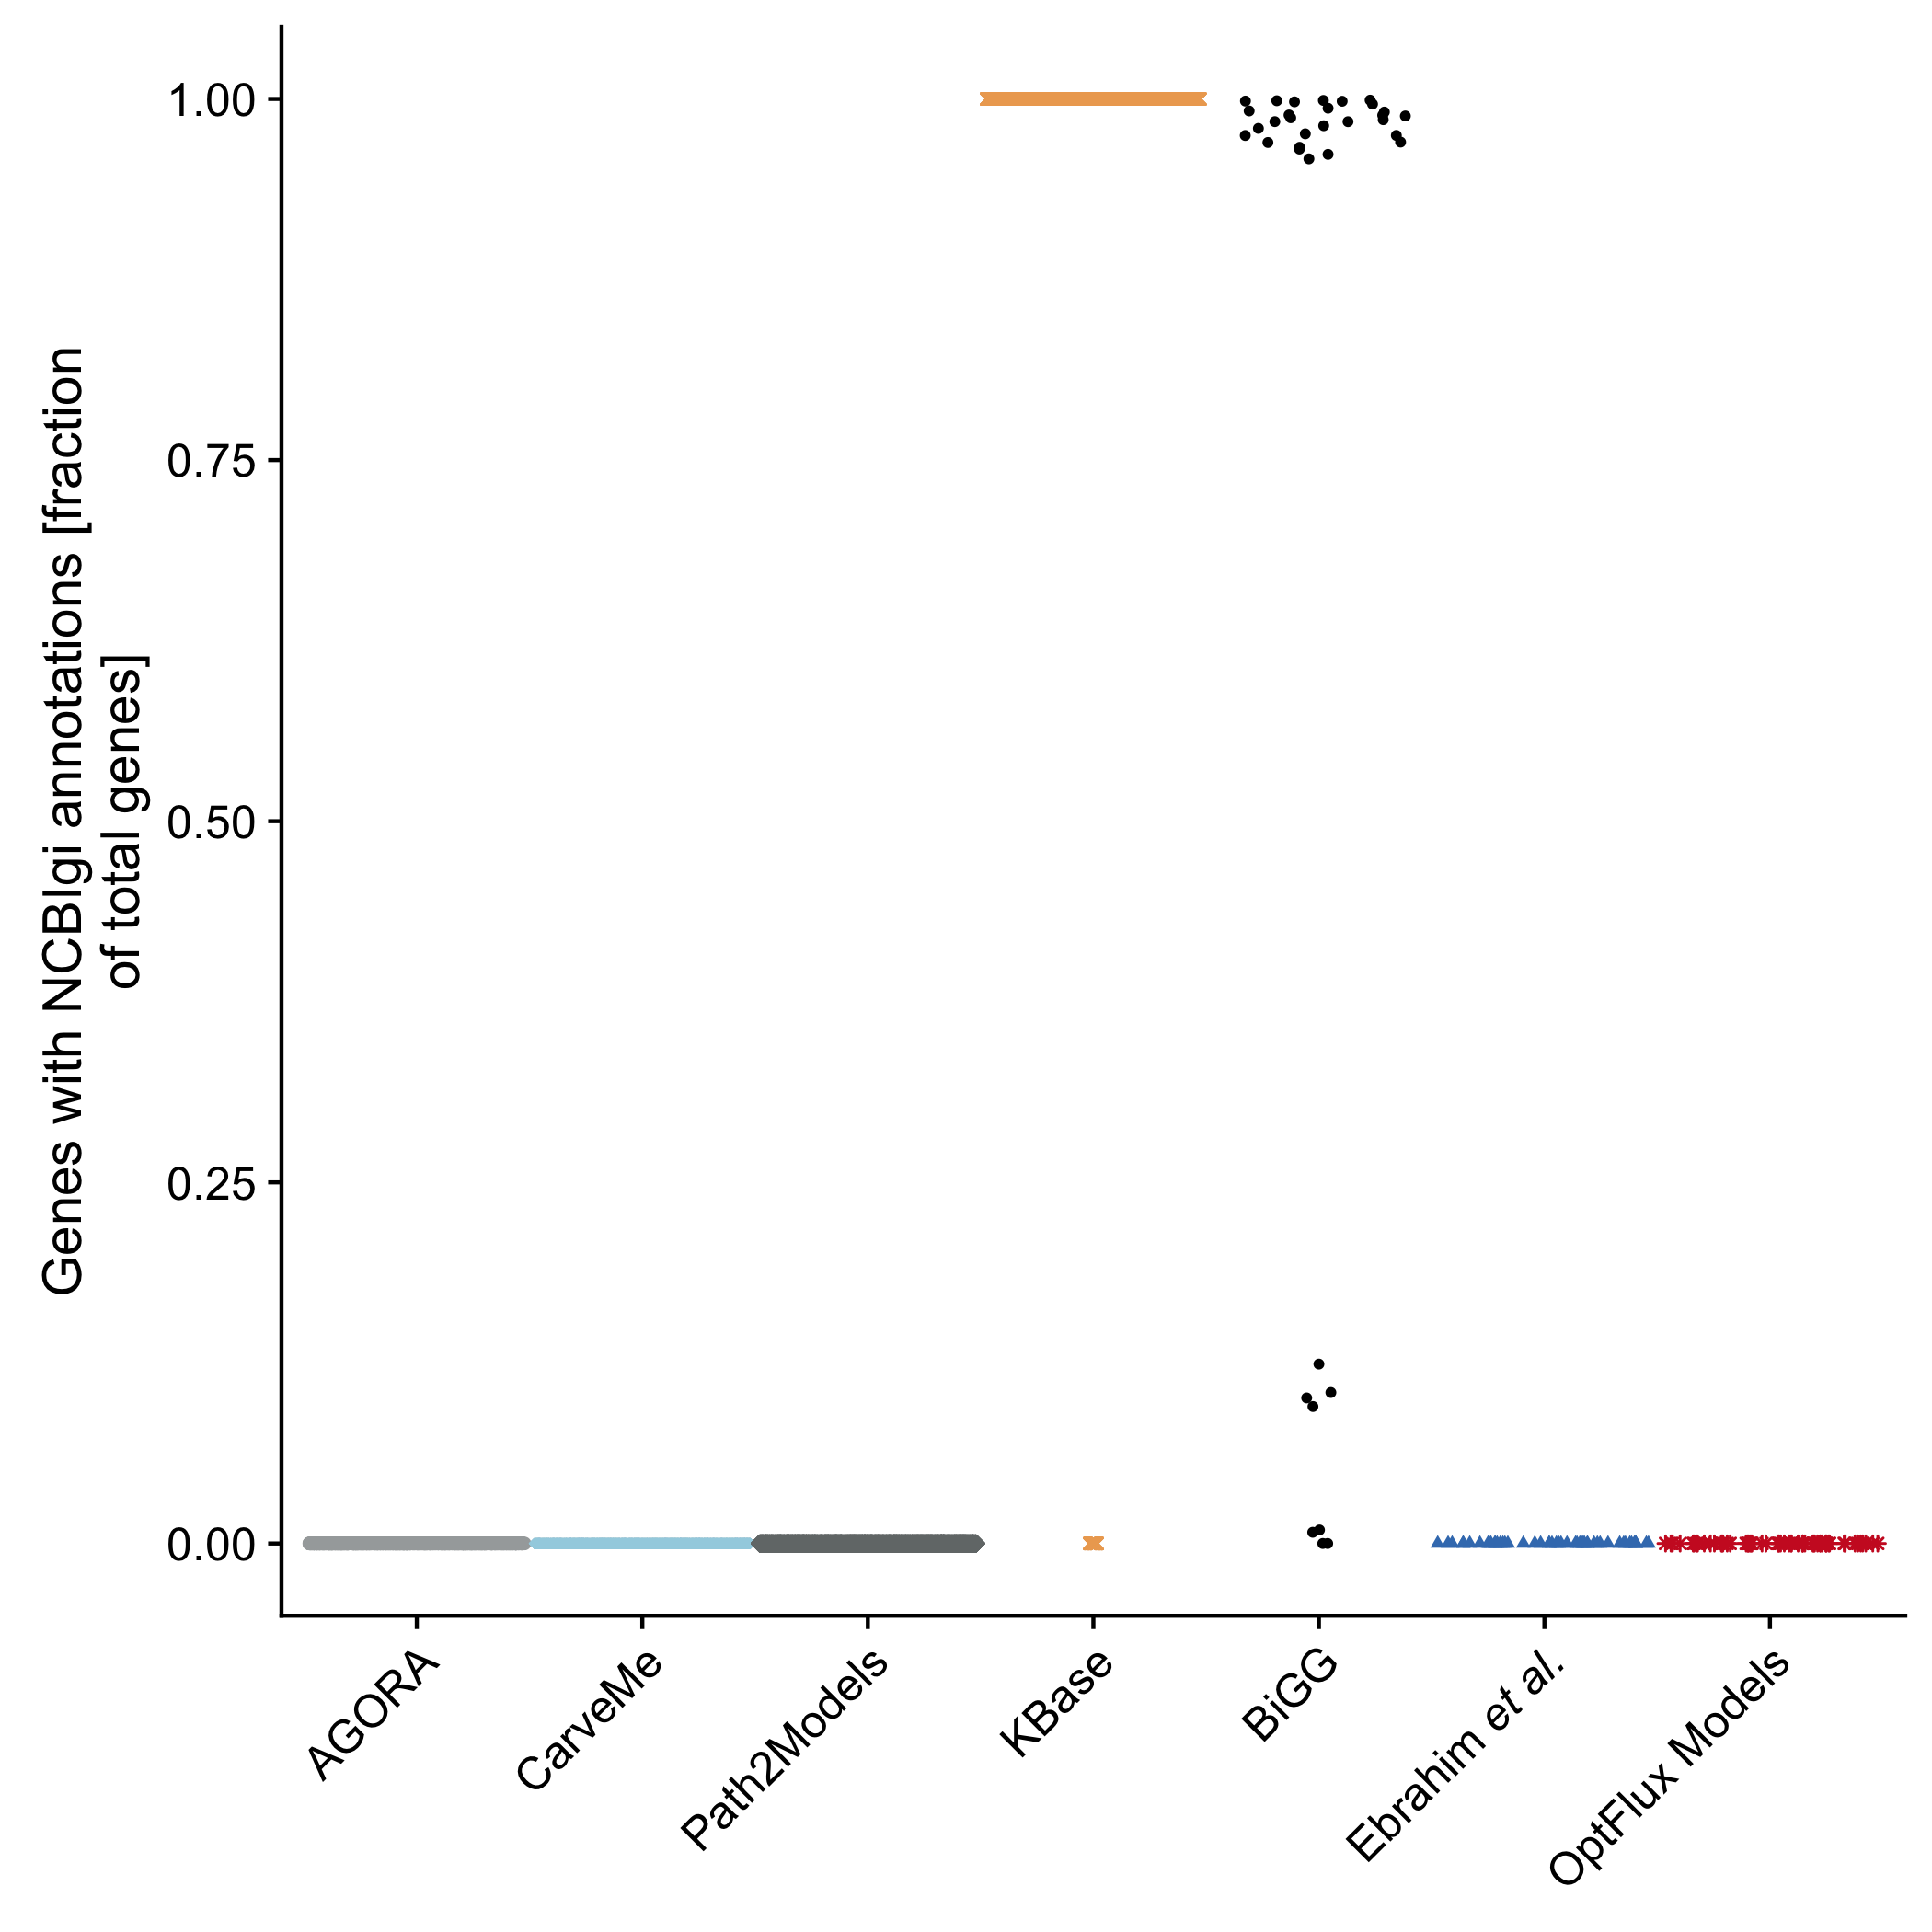 Genes with NCBIgi annotations [fraction
of total genes]
1.00
0.75
0.50
0.25
0.00
AGORA
CarveMe
Path2Models
KBase
BiGG
Ebrahim et al.
OptFlux Models